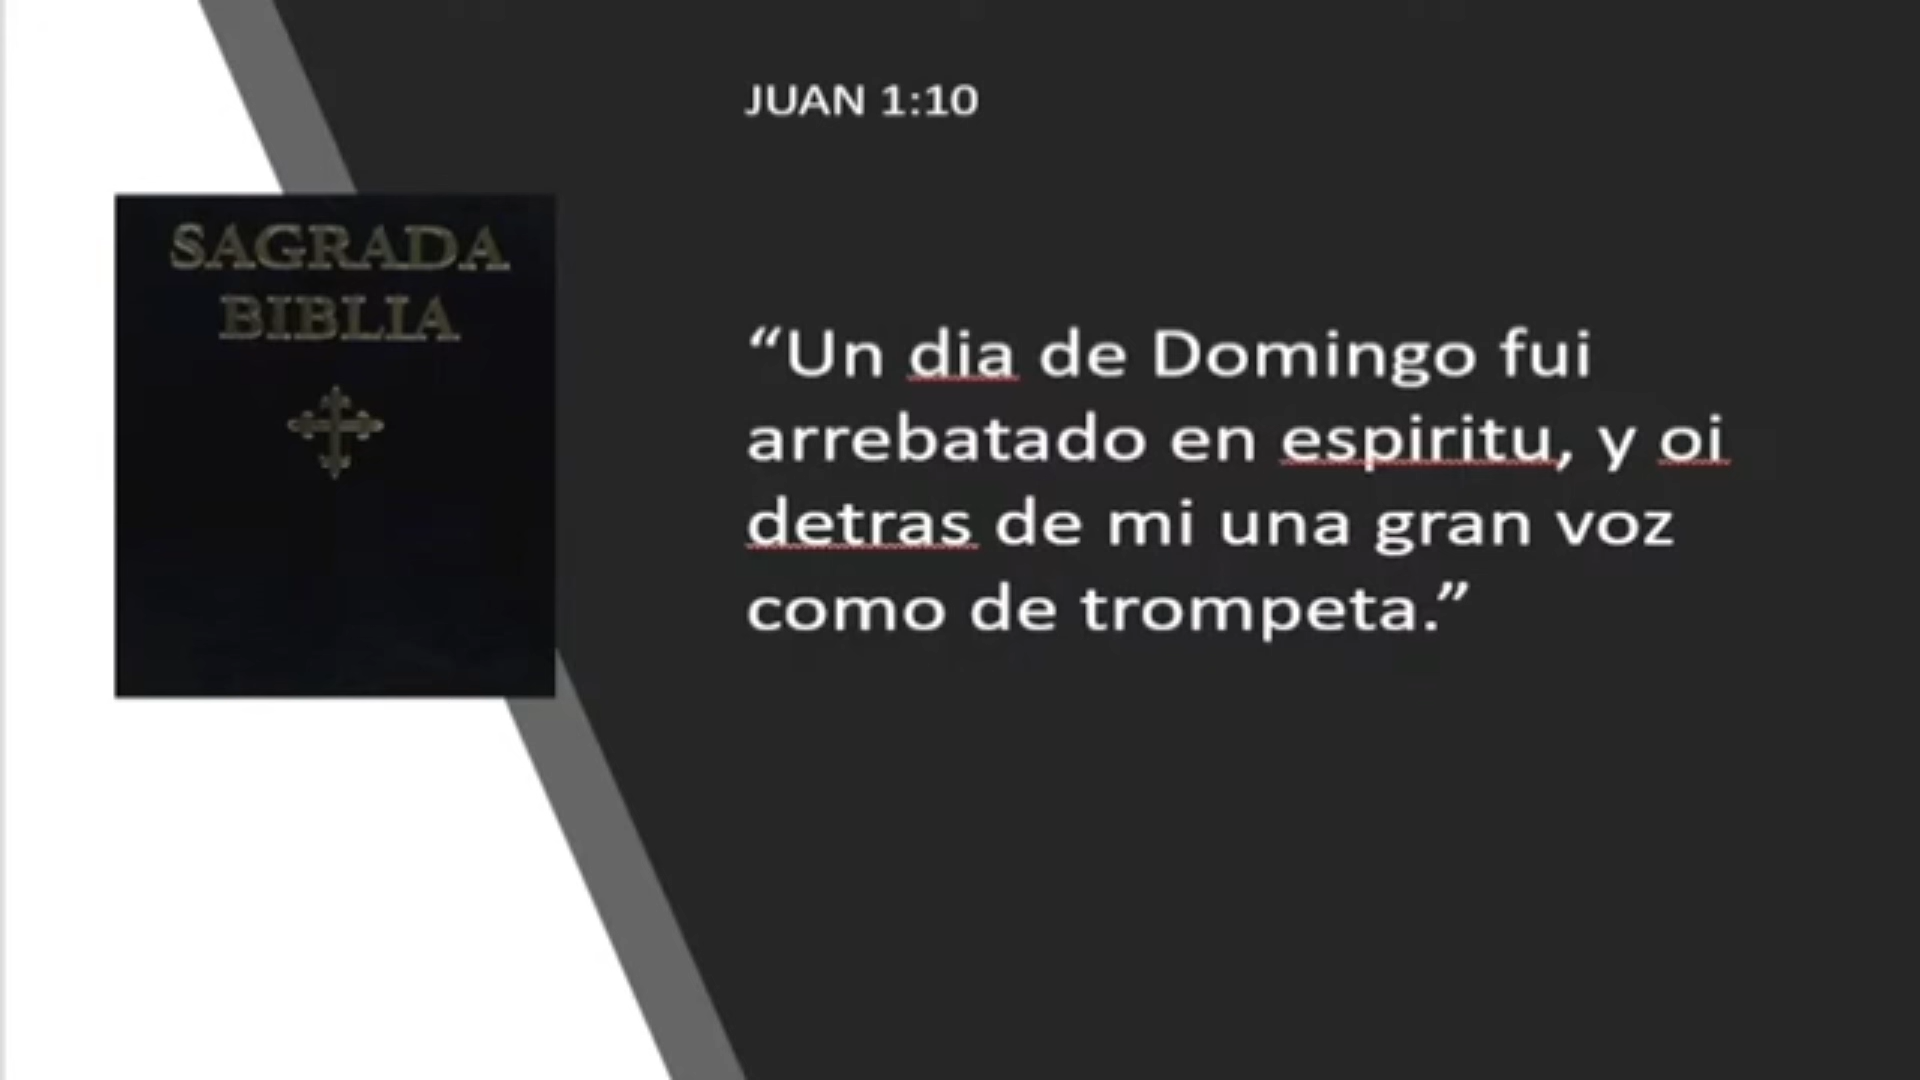 JUAN 1:10
SAGRADA
BIBLIA
“Un dia de Domingo fui
arrebatado en espiritu, y oi
detras de mi una gran voz
como de trompeta.”